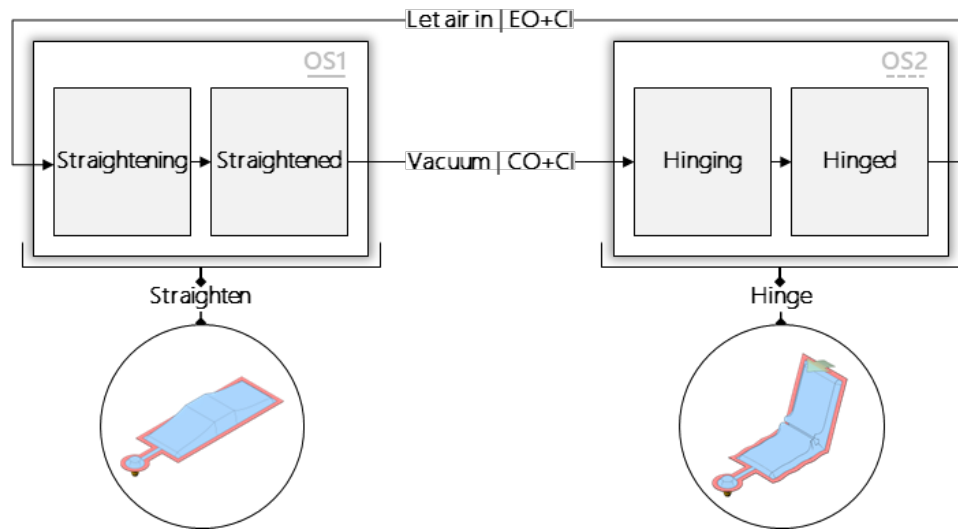 Let air in | EO+CI
OS1
OS2
Straightening
Straightened
Vacuum | CO+CI
Hinging
Hinged
Straighten
Hinge